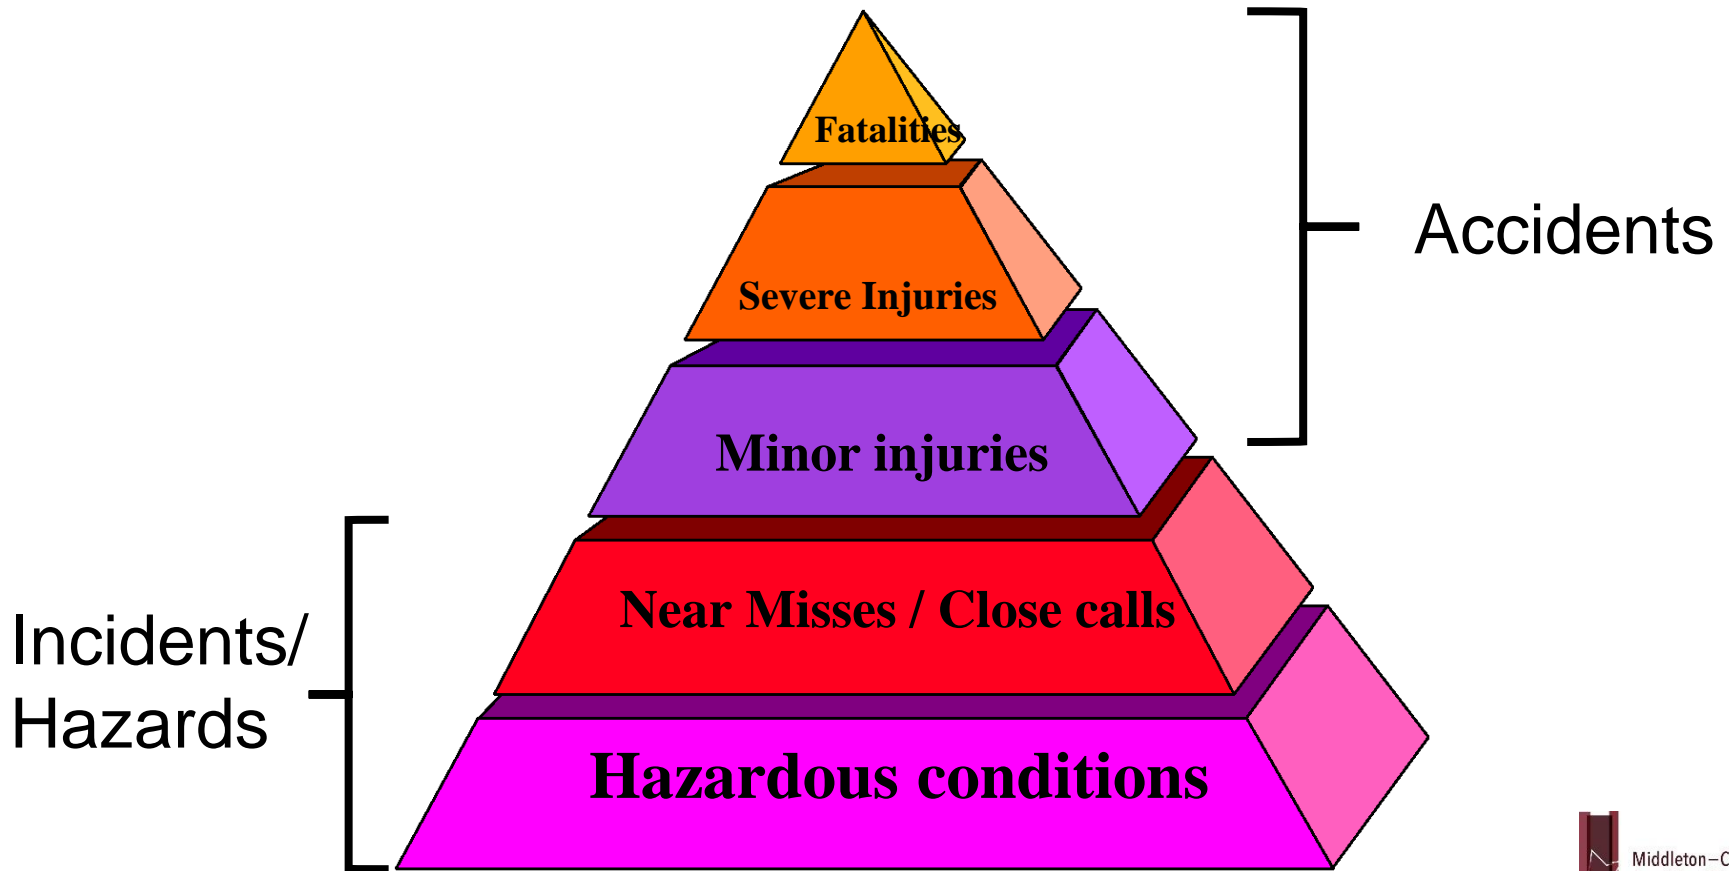 Fatalities
Accidents
Severe Injuries
Minor injuries
Near Misses / Close calls
Incidents/
Hazards
Hazardous conditions